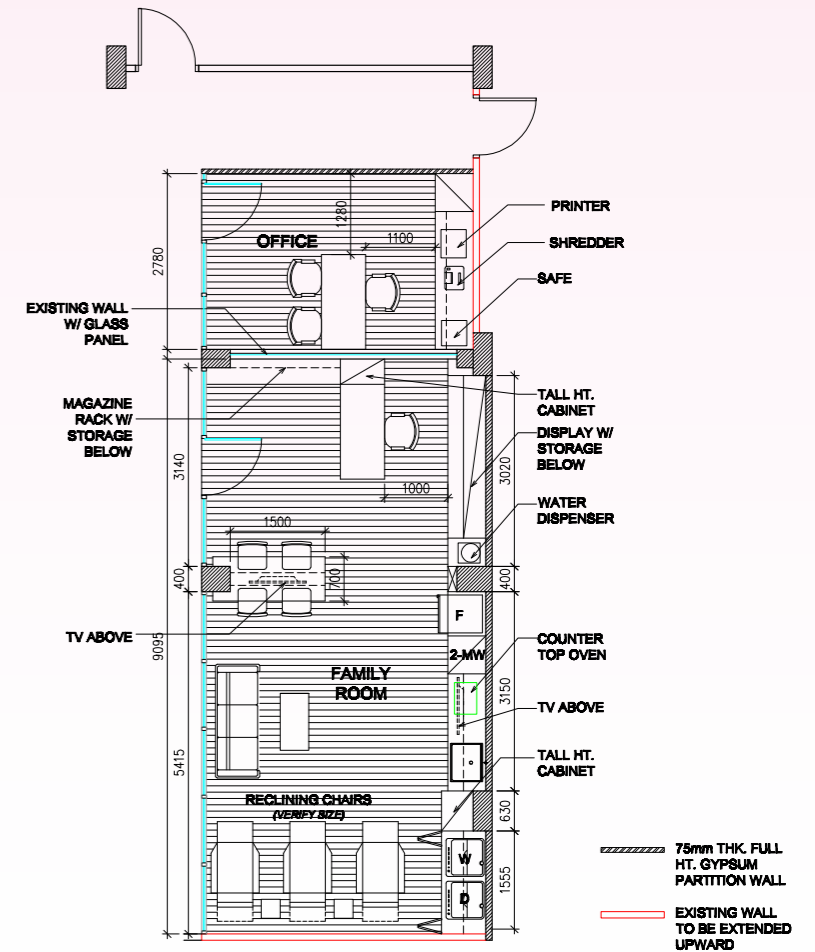 PRINTER
1280
OFFICE
1100
SHREDDER
2780
SAFE
EXISTING WALL
W/ GLASS
PANEL
TALL HT.
CABINET
MAGAZINE
RACK W/
STORAGE
BELOW
DISPLAY W/
STORAGE
BELOW
3140
3020
1000
WATER
DISPENSER
1500
400
700
400
F
TV ABOVE
9095
2-MW
COUNTER
TOP OVEN
FAMILY
ROOM
3150
TV ABOVE
5415
TALL HT.
CABINET
RECLINING CHAIRS
(VERIFY SIZE)
630
W
D
1555
75mm THK. FULL
HT. GYPSUM
PARTITION WALL
EXISTING WALL
TO BE EXTENDED
UPWARD